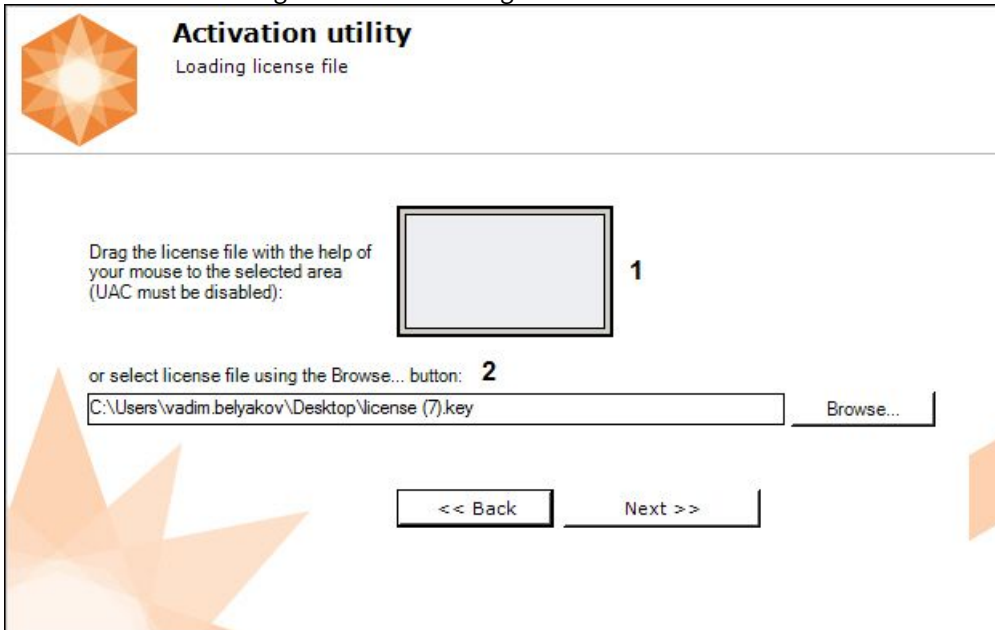 Activation utility
Loading license file
Drag the license file with the help of
your mouse to the selected area
(UAC must be disabled):
1
or select license file using the Browse... button: 2
C:\Users\vadim.belyakov\Desktop\license (7).key
Browse...
<< Back
Next >>